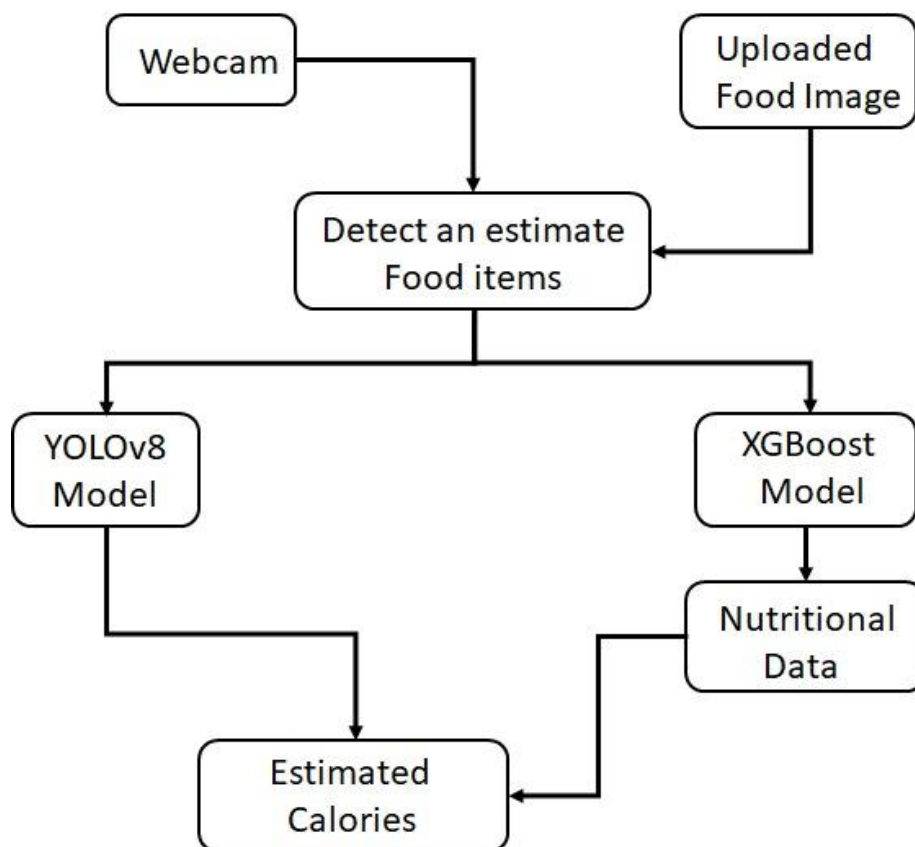 Webcam
Uploaded
Food Image
Detect an estimate
Food items
YOLOv8
Model
XGBoost
Model
Nutritional
Data
Estimated
Calories